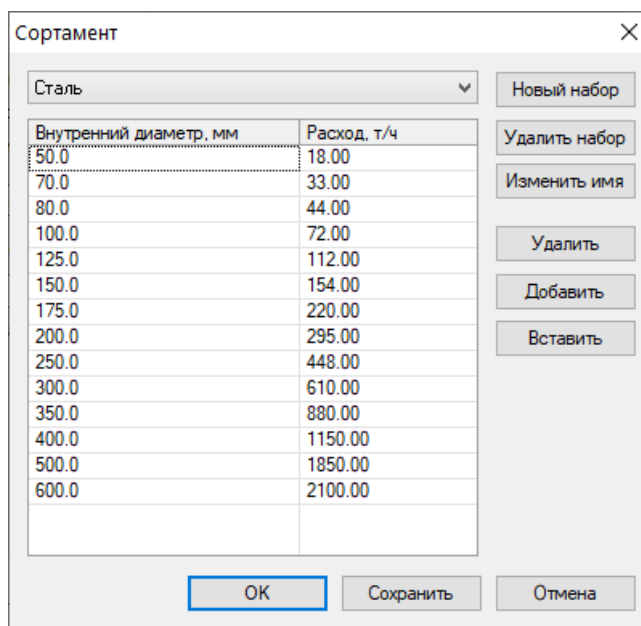 Сортамент
Сталь
Новый набор
Внутренний диаметр, мм Расход, т/ч
Удалить набор
50.0 18.00
70.0 33.00
Изменить имя
80.0 44.00
100.0 72.00
Удалить
125.0 112.00
150.0 154.00
Добавить
175.0 220.00
200.0 295.00
Вставить
250.0 448.00
300.0 610.00
350.0 880.00
400.0 1150.00
500.0 1850.00
600.0 2100.00
OK Сохранить Отмена